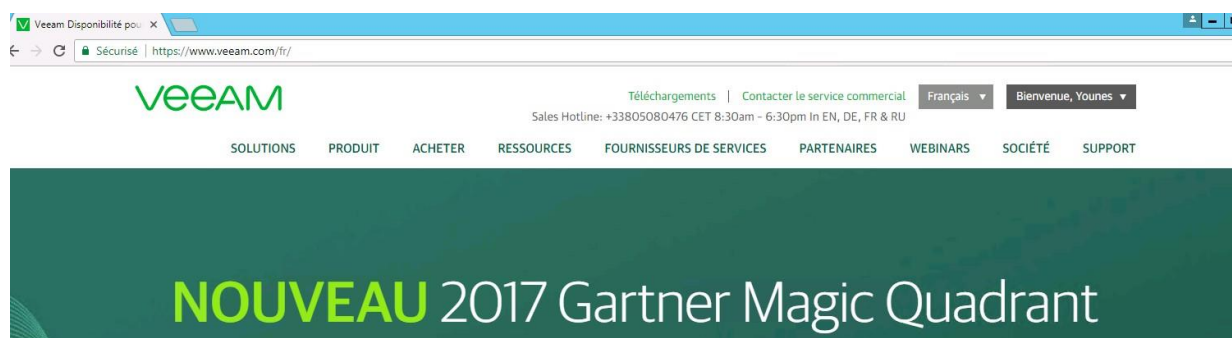 Veeam Disponibilité pou
Sécurisé | https://www.veeam.com/fr/
veeAM
Téléchargements | Contacter le service commercial Français Bienvenue, Younes
Sales Hotline: +33805080476 CET 8:30am - 6:30pm In EN, DE, FR & RU
SOLUTIONS PRODUIT ACHETER RESSOURCES FOURNISSEURS DE SERVICES PARTENAIRES WEBINARS SOCIÉTÉ SUPPORT
NOUVEAU 2017 Gartner Magic Quadrant